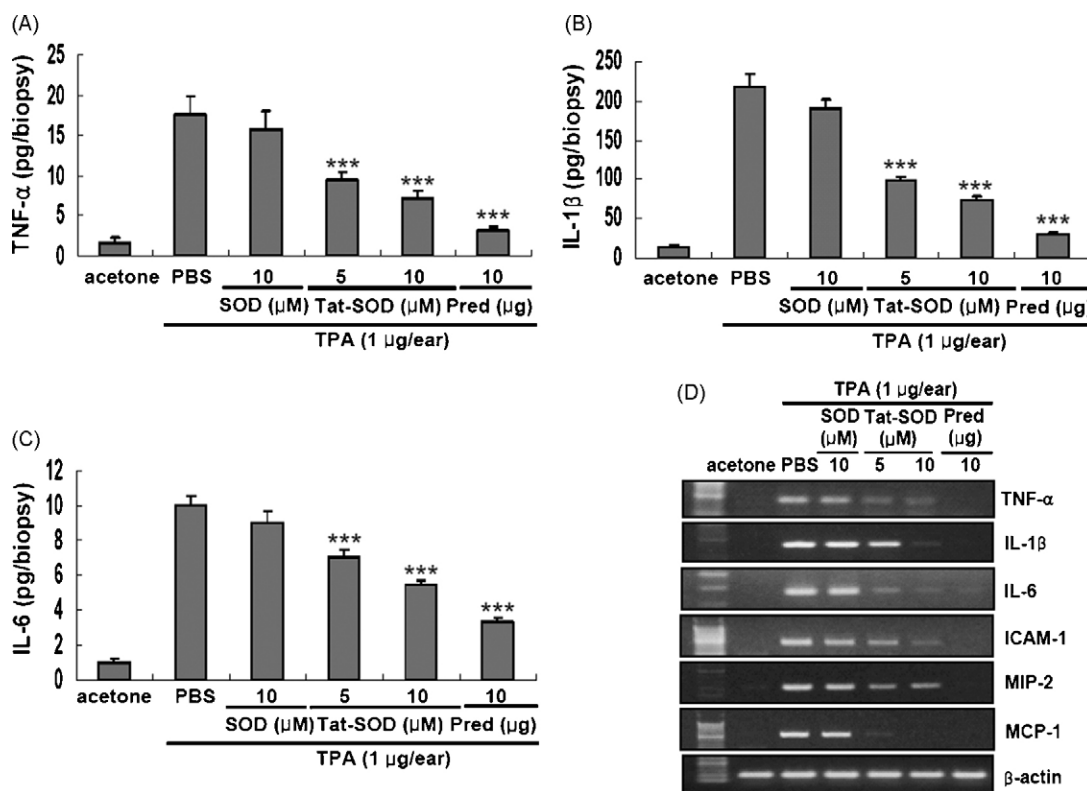 (A)
TNF-α (pg/biopsy)
25
20
15
10
5
0
***
***
***
acetone PBS 10 5 10 10
SOD (μM) Tat-SOD (μM) Pred (μg)
TPA (1 μg/ear)
(B)
IL-1β (pg/biopsy)
250
200
150
100
50
0
***
***
***
acetone PBS 10 5 10 10
SOD (μM) Tat-SOD (μM) Pred (μg)
TPA (1 μg/ear)
(C)
IL-6 (pg/biopsy)
12
10
8
6
4
2
0
***
***
***
acetone PBS 10 5 10 10
SOD (μM) Tat-SOD (μM) Pred (μg)
TPA (1 μg/ear)
(D)
TPA (1 μg/ear)
SOD Tat-SOD Pred
(μM) (μM) (μg)
acetone PBS 10 5 10 10
TNF-α
IL-1β
IL-6
ICAM-1
MIP-2
MCP-1
β-actin